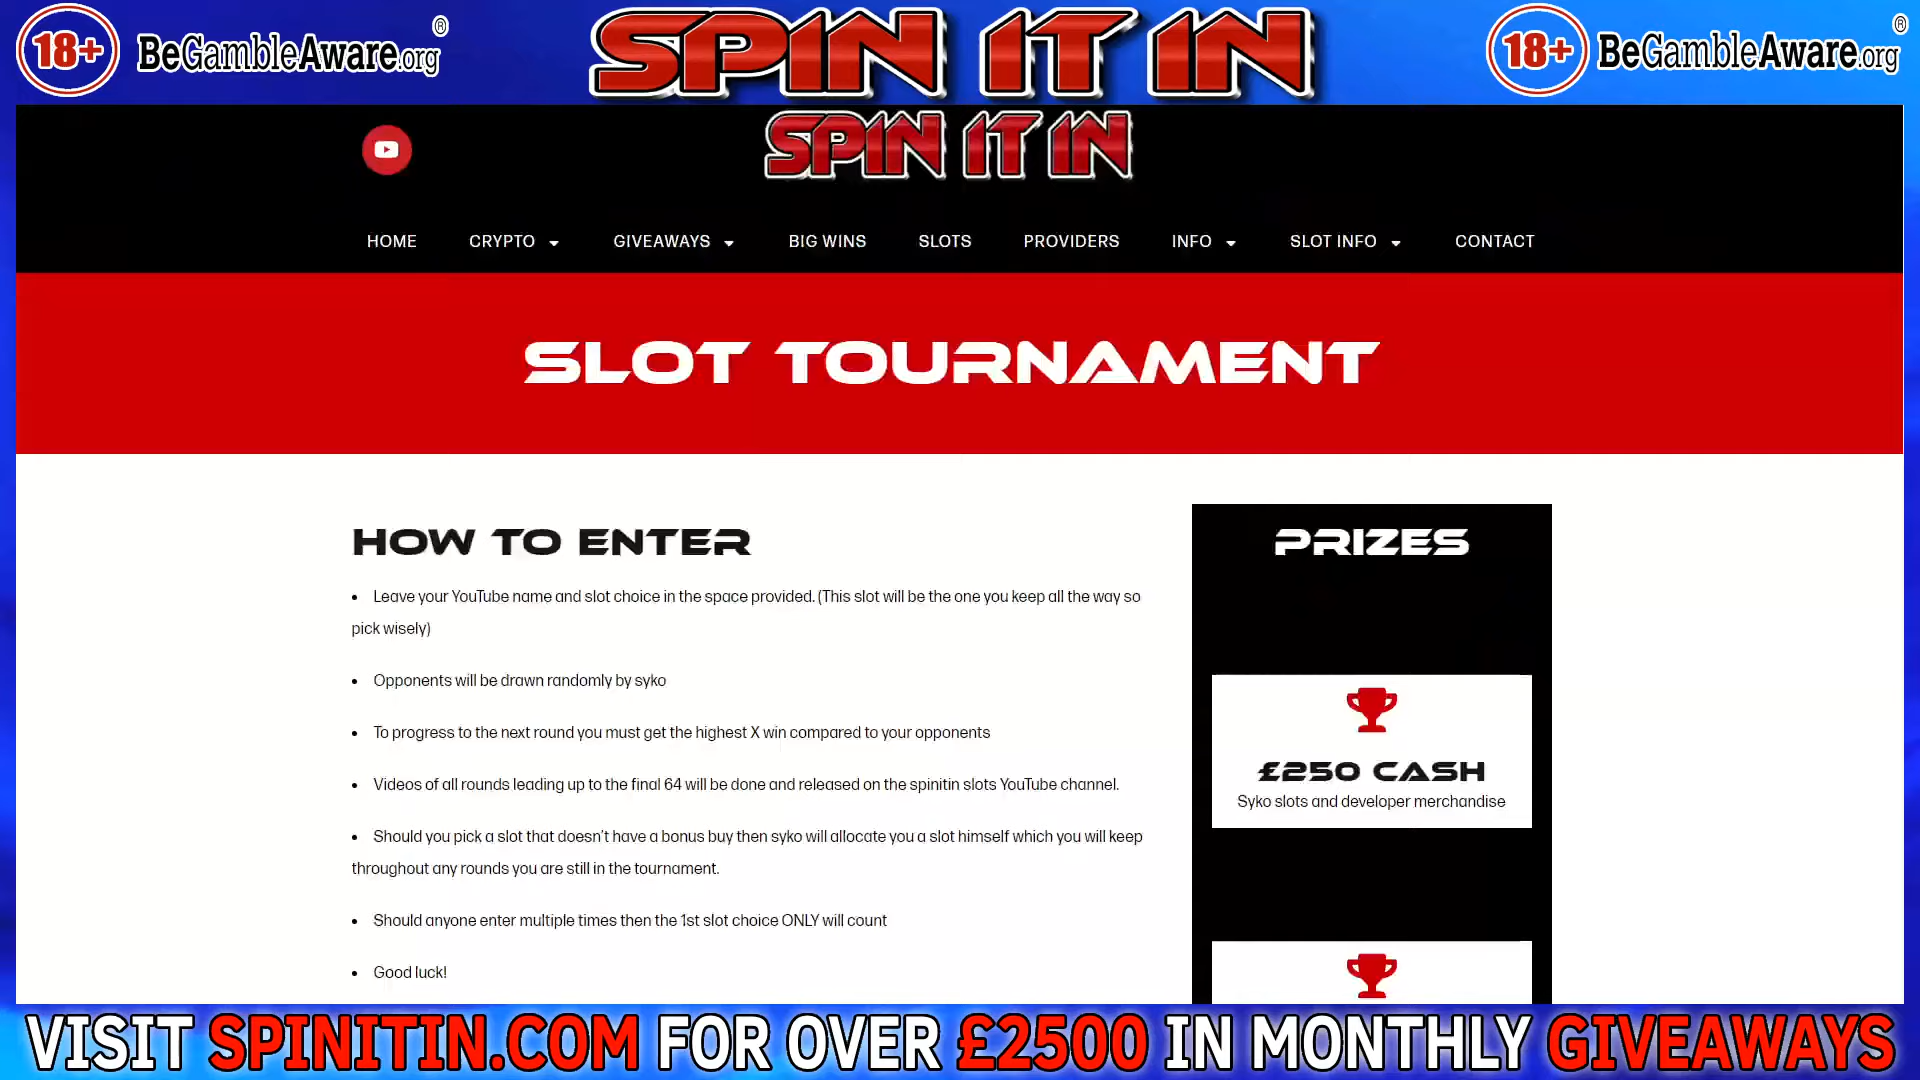 18+ BeGambleAware.org®
SPIN IT IN
18+ BeGambleAware.org®
SPIN IT IN
HOME CRYPTO GIVEAWAYS BIG WINS SLOTS PROVIDERS INFO SLOT INFO CONTACT
SLOT TOURNAMENT
HOW TO ENTER
• Leave your YouTube name and slot choice in the space provided. (This slot will be the one you keep all the way so
pick wisely)
• Opponents will be drawn randomly by syko
• To progress to the next round you must get the highest X win compared to your opponents
• Videos of all rounds leading up to the final 64 will be done and released on the spinitin slots YouTube channel.
• Should you pick a slot that doesn't have a bonus buy then syko will allocate you a slot himself which you will keep
throughout any rounds you are still in the tournament.
• Should anyone enter multiple times then the 1st slot choice ONLY will count
• Good luck!
PRIZES
£250 CASH
Syko slots and developer merchandise
VISIT SPINITIN.COM FOR OVER £2500 IN MONTHLY GIVEAWAYS